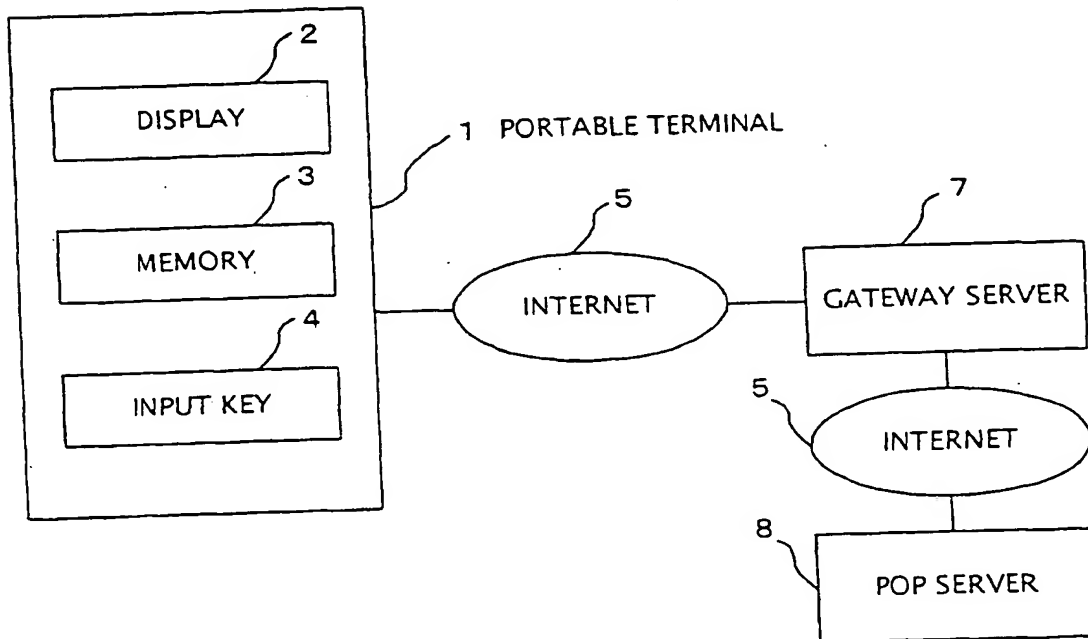 2
DISPLAY
1 PORTABLE TERMINAL
3
MEMORY
4
INPUT KEY
5
INTERNET
7
GATEWAY SERVER
5
INTERNET
8
POP SERVER